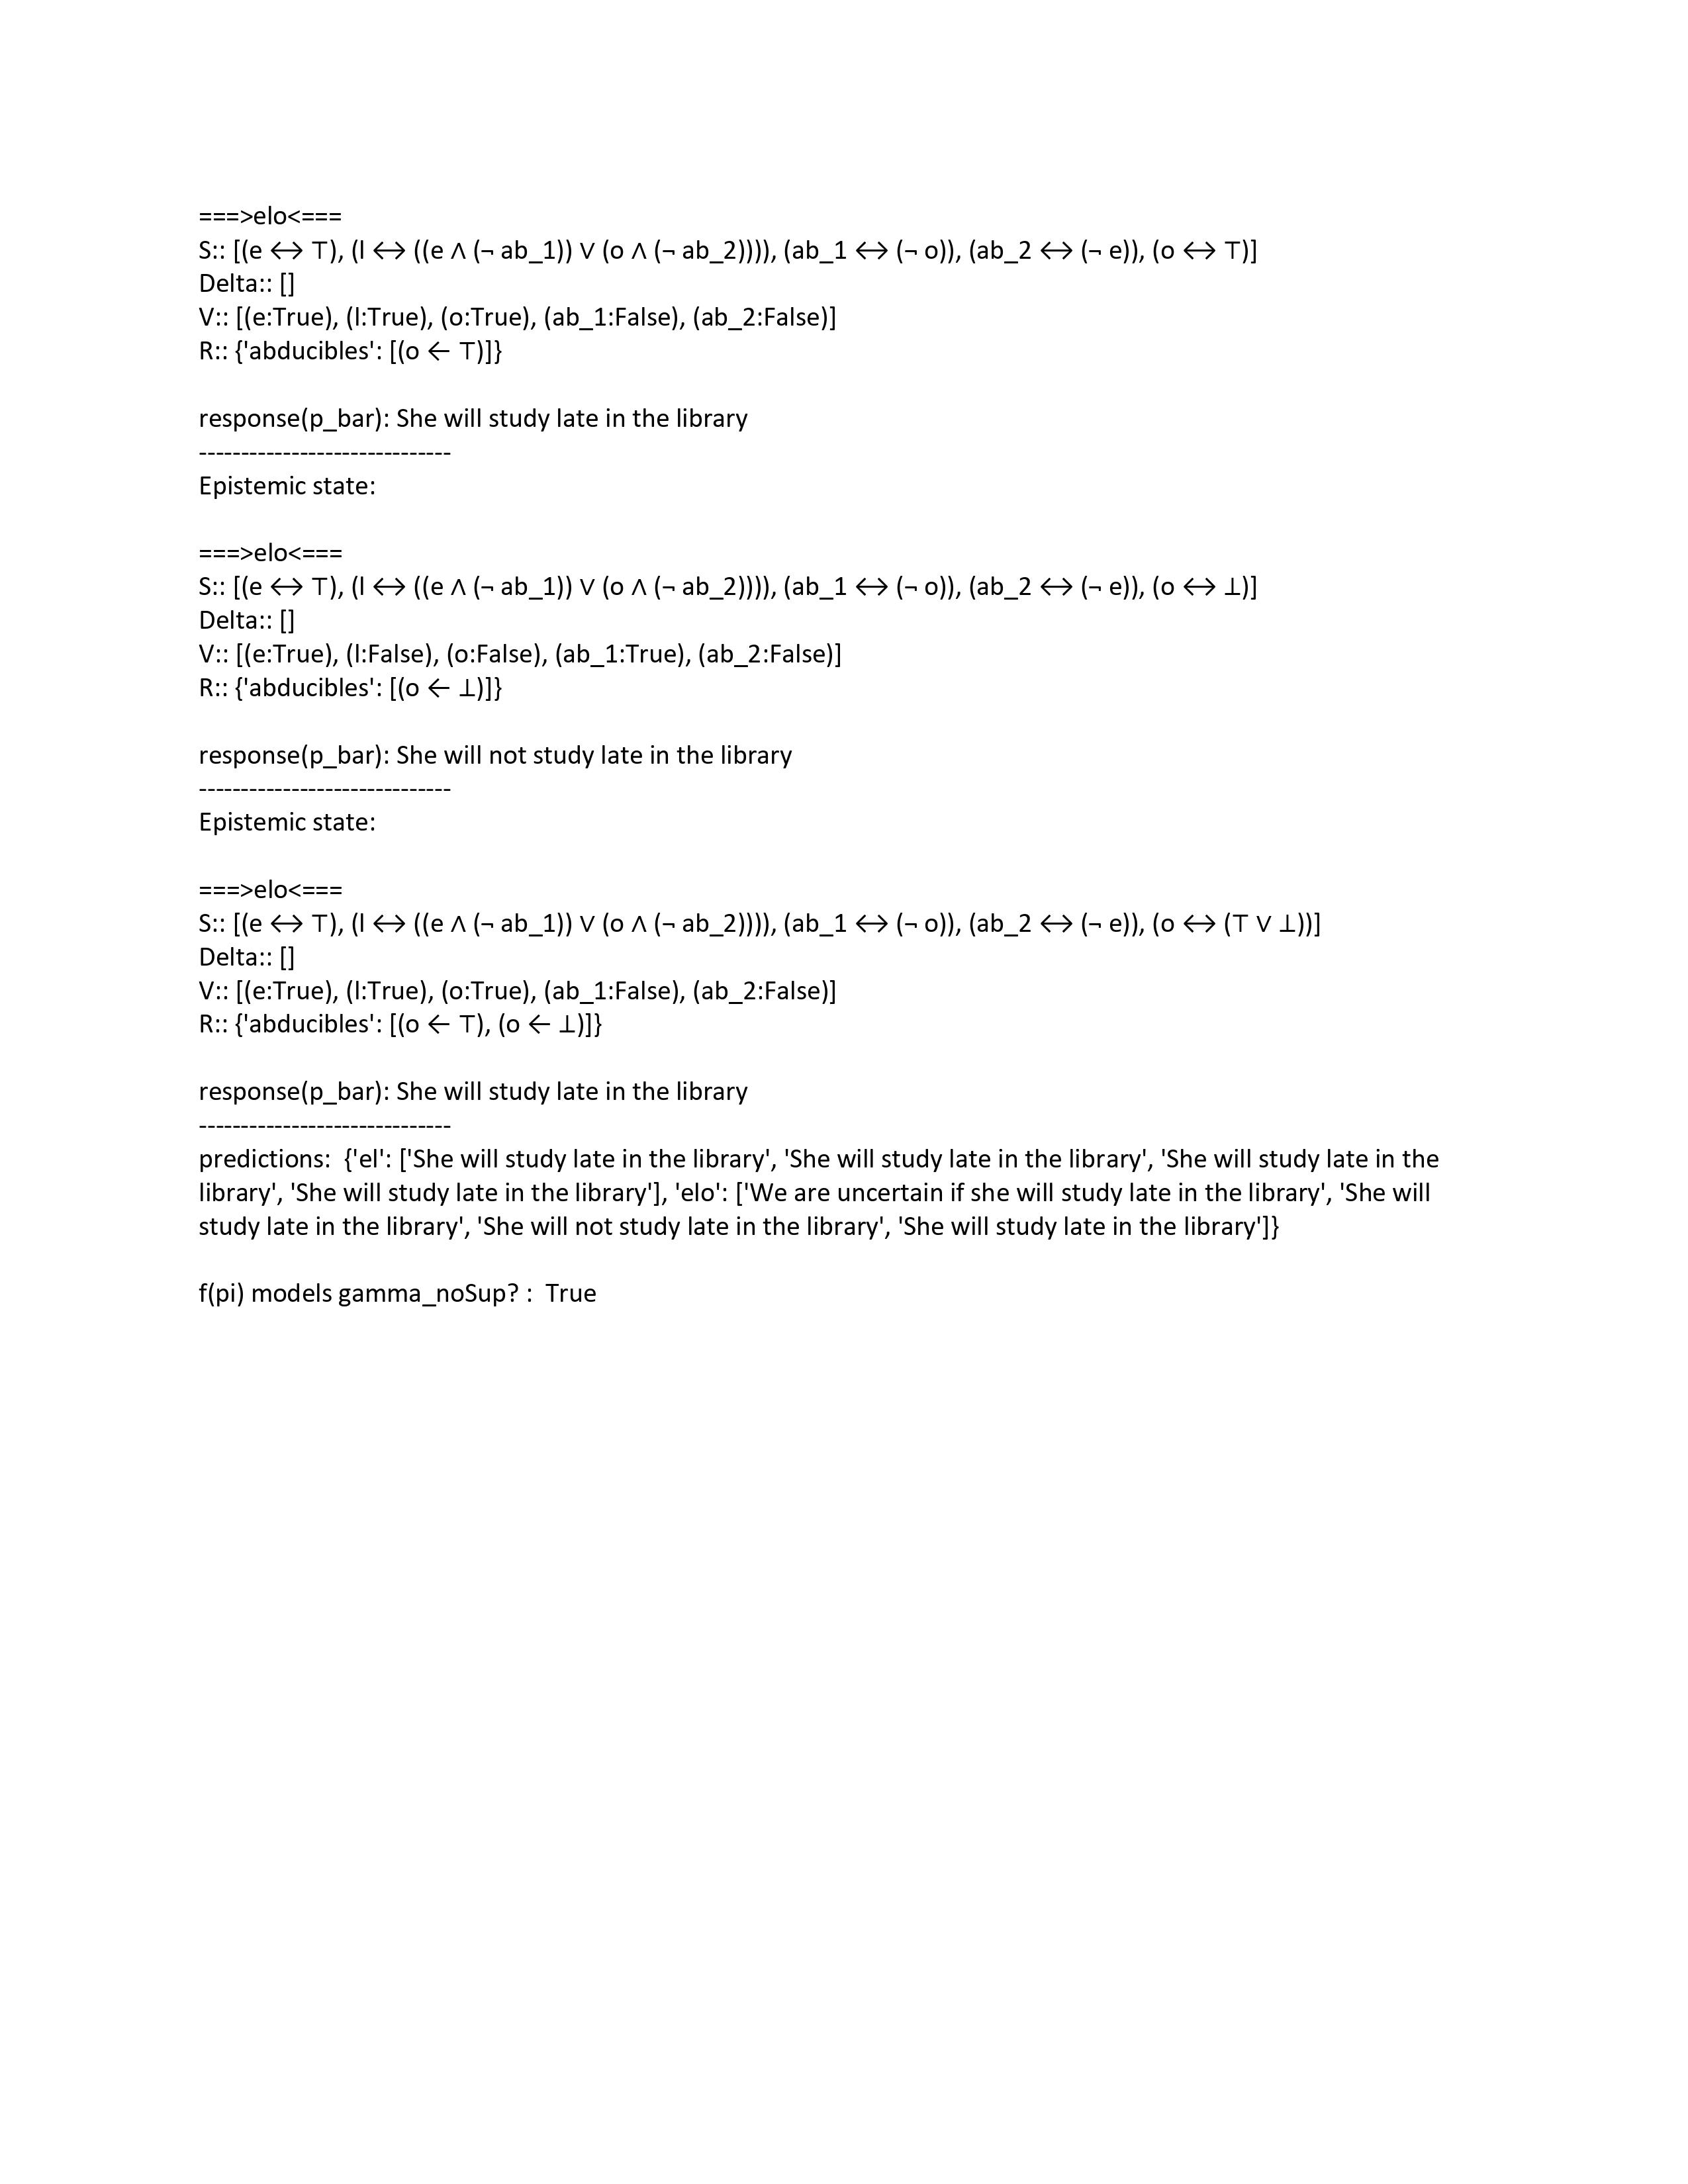 ===>elo<===
S:: [(e ↔ ⊤), (l ↔ ((e ∧ (¬ ab_1)) ∨ (o ∧ (¬ ab_2)))), (ab_1 ↔ (¬ o)), (ab_2 ↔ (¬ e)), (o ↔ ⊤)]
Delta:: []
V:: [(e:True), (l:True), (o:True), (ab_1:False), (ab_2:False)]
R:: {'abducibles': [(o ← ⊤)]}
response(p_bar): She will study late in the library
------------------------------
Epistemic state:
===>elo<===
S:: [(e ↔ ⊤), (l ↔ ((e ∧ (¬ ab_1)) ∨ (o ∧ (¬ ab_2)))), (ab_1 ↔ (¬ o)), (ab_2 ↔ (¬ e)), (o ↔ ⊥)]
Delta:: []
V:: [(e:True), (l:False), (o:False), (ab_1:True), (ab_2:False)]
R:: {'abducibles': [(o ← ⊥)]}
response(p_bar): She will not study late in the library
------------------------------
Epistemic state:
===>elo<===
S:: [(e ↔ ⊤), (l ↔ ((e ∧ (¬ ab_1)) ∨ (o ∧ (¬ ab_2)))), (ab_1 ↔ (¬ o)), (ab_2 ↔ (¬ e)), (o ↔ (⊤ ∨ ⊥))]
Delta:: []
V:: [(e:True), (l:True), (o:True), (ab_1:False), (ab_2:False)]
R:: {'abducibles': [(o ← ⊤), (o ← ⊥)]}
response(p_bar): She will study late in the library
------------------------------
predictions:  {'el': ['She will study late in the library', 'She will study late in the library', 'She will study late in the
library', 'She will study late in the library'], 'elo': ['We are uncertain if she will study late in the library', 'She will
study late in the library', 'She will not study late in the library', 'She will study late in the library']}
f(pi) models gamma_noSup? :  True